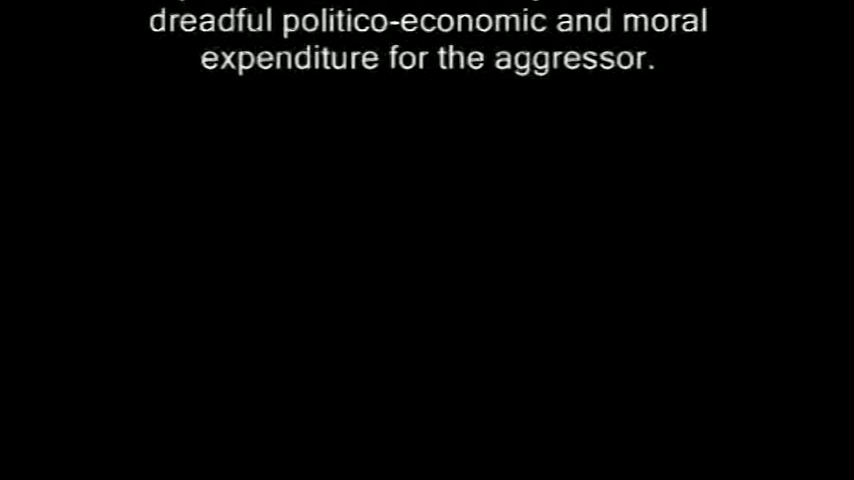 dreadful politico-economic and moral
expenditure for the aggressor.